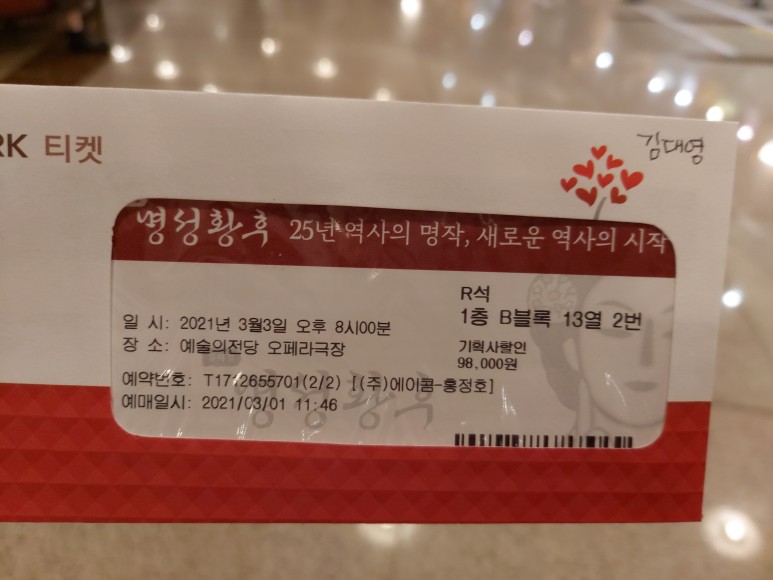 RK 티켓
김대영
명성황후 25년 역사의 명작, 새로운 역사의 시작
R석
1층 B블록 13열 2번
일 시: 2021년 3월3일 오후 8시00분
장 소: 예술의전당 오페라극장
기획사할인
98,000원
예약번호: T1712655701(2/2) [(주)에이콤-홍정호]
예매일시: 2021/03/01 11:46
명성황후